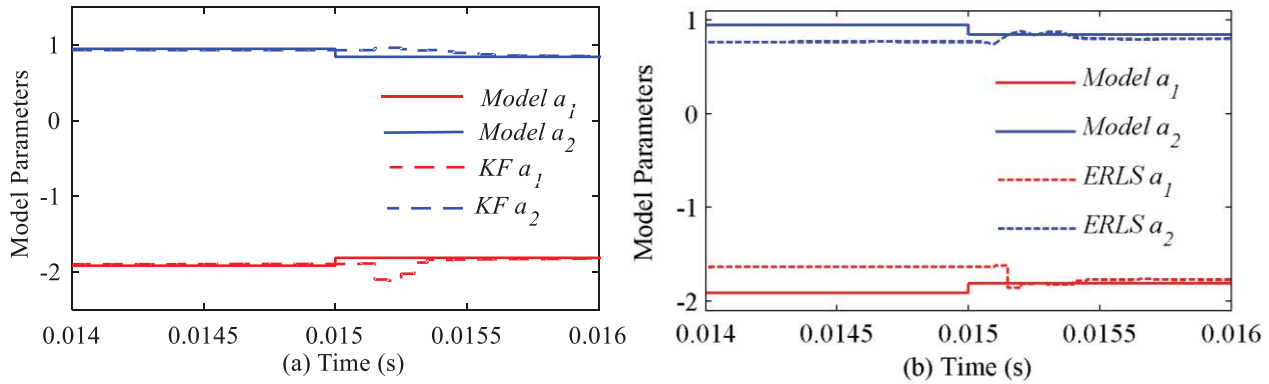 Model Parameters
1
0
-1
-2
Model a1
Model a2
KF a1
KF a2
0.014
0.0145
0.015
0.0155
0.016
(a) Time (s)
Model Parameters
1
0
-1
-2
Model a1
Model a2
ERLS a1
ERLS a2
0.014
0.0145
0.015
0.0155
0.016
(b) Time (s)